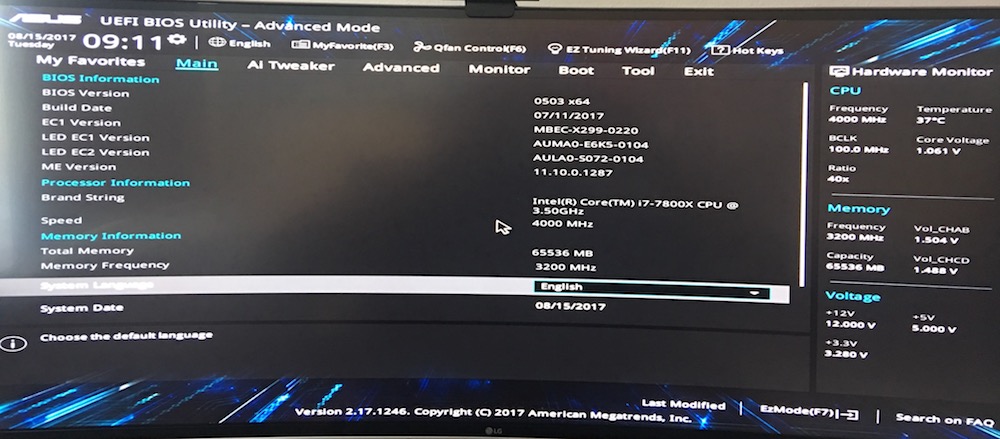 ASUS UEFI BIOS Utility – Advanced Mode
08/15/2017 Tuesday 09:11 English MyFavorite(F3) Qfan Control(F6) EZ Tuning Wizard(F11) ? Hot Keys
My Favorites Main Ai Tweaker Advanced Monitor Boot Tool Exit
BIOS Information
BIOS Version 0503 x64
Build Date 07/11/2017
EC1 Version MBEC-X299-0220
LED EC1 Version AUMA0-E6K5-0104
LED EC2 Version AULA0-S072-0104
ME Version 11.10.0.1287
Processor Information
Brand String Intel(R) Core(TM) i7-7800X CPU @
3.50GHz
Speed 4000 MHz
Memory Information
Total Memory 65536 MB
Memory Frequency 3200 MHz
System Language English
System Date 08/15/2017
Choose the default language
Hardware Monitor
CPU
Frequency Temperature
4000 MHz 37°C
BCLK Core Voltage
100.0 MHz 1.061 V
Ratio
40x
Memory
Frequency Vol_CHAB
3200 MHz 1.504 V
Capacity Vol_CHCD
65536 MB 1.488 V
Voltage
+12V +5V
12.000 V 5.000 V
+3.3V
3.280 V
Last Modified EzMode(F7) Search on FAQ
Version 2.17.1246. Copyright (C) 2017 American Megatrends, Inc.
LG